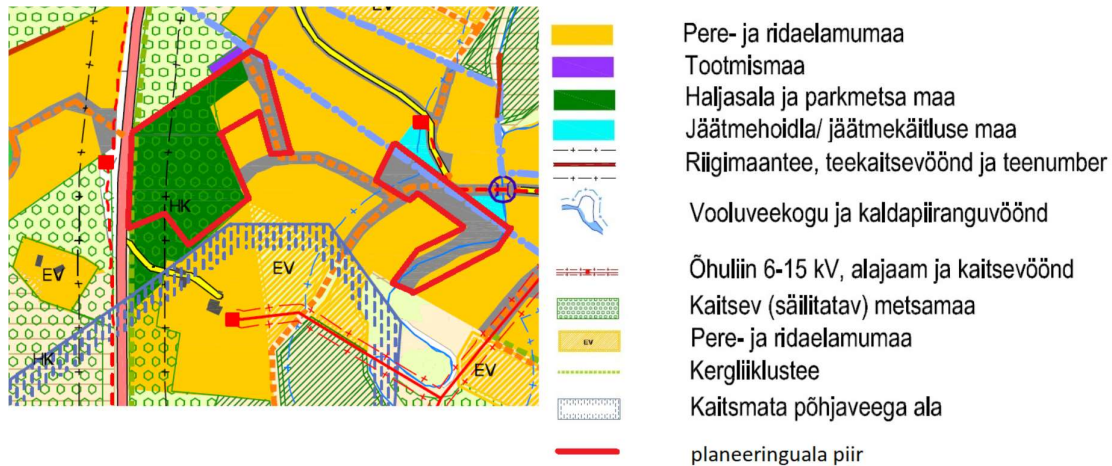 EV
Pere- ja ridaelamumaa
Tootmismaa
Haljasala ja parkmetsa maa
Jäätmehoidla/ jäätmekäitluse maa
Riigimaantee, teekaitsevöönd ja teenumber
HK
Vooluveekogu ja kaldapiiranguvöönd
EV
EV
Õhuliin 6-15 kV, alajaam ja kaitsevöönd
Kaitsev (säilitatav) metsamaa
EV
Pere- ja ridaelamumaa
HK
EV
Kergliiklustee
Kaitsmata põhjaveega ala
planeeringuala piir